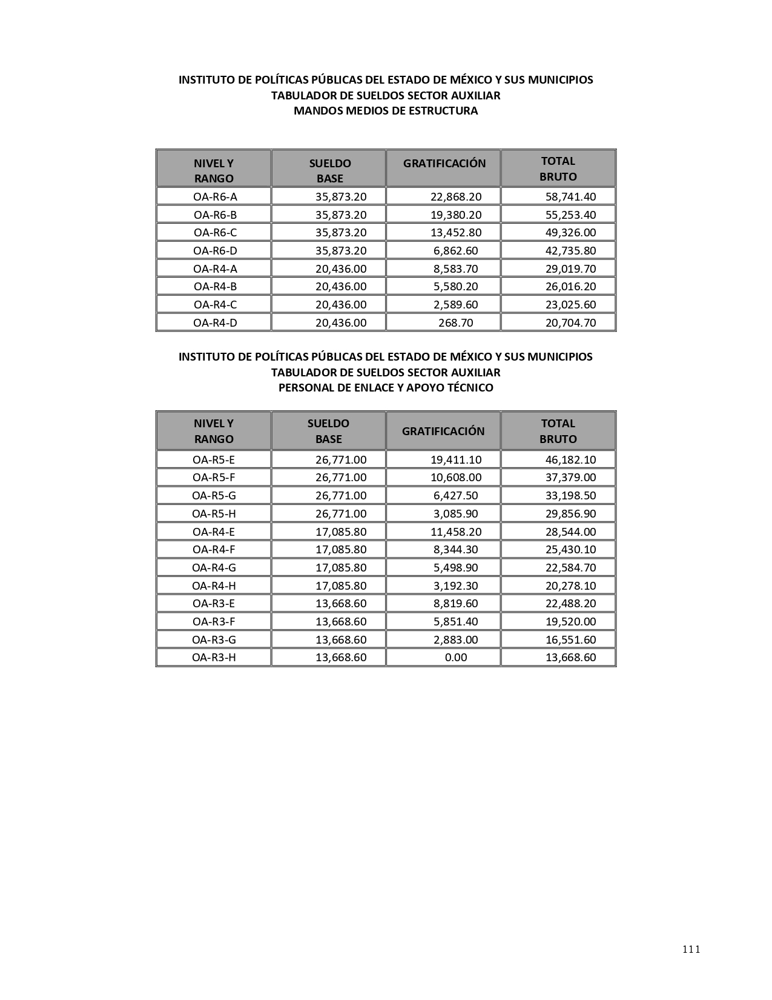 INSTITUTO DE POLÍTICAS PÚBLICAS DEL ESTADO DE MÉXICO Y SUS MUNICIPIOS
TABULADOR DE SUELDOS SECTOR AUXILIAR
MANDOS MEDIOS DE ESTRUCTURA
NIVEL Y RANGO SUELDO BASE GRATIFICACIÓN TOTAL BRUTO
OA-R6-A 35,873.20 22,868.20 58,741.40
OA-R6-B 35,873.20 19,380.20 55,253.40
OA-R6-C 35,873.20 13,452.80 49,326.00
OA-R6-D 35,873.20 6,862.60 42,735.80
OA-R4-A 20,436.00 8,583.70 29,019.70
OA-R4-B 20,436.00 5,580.20 26,016.20
OA-R4-C 20,436.00 2,589.60 23,025.60
OA-R4-D 20,436.00 268.70 20,704.70
INSTITUTO DE POLÍTICAS PÚBLICAS DEL ESTADO DE MÉXICO Y SUS MUNICIPIOS
TABULADOR DE SUELDOS SECTOR AUXILIAR
PERSONAL DE ENLACE Y APOYO TÉCNICO
NIVEL Y RANGO SUELDO BASE GRATIFICACIÓN TOTAL BRUTO
OA-R5-E 26,771.00 19,411.10 46,182.10
OA-R5-F 26,771.00 10,608.00 37,379.00
OA-R5-G 26,771.00 6,427.50 33,198.50
OA-R5-H 26,771.00 3,085.90 29,856.90
OA-R4-E 17,085.80 11,458.20 28,544.00
OA-R4-F 17,085.80 8,344.30 25,430.10
OA-R4-G 17,085.80 5,498.90 22,584.70
OA-R4-H 17,085.80 3,192.30 20,278.10
OA-R3-E 13,668.60 8,819.60 22,488.20
OA-R3-F 13,668.60 5,851.40 19,520.00
OA-R3-G 13,668.60 2,883.00 16,551.60
OA-R3-H 13,668.60 0.00 13,668.60
111